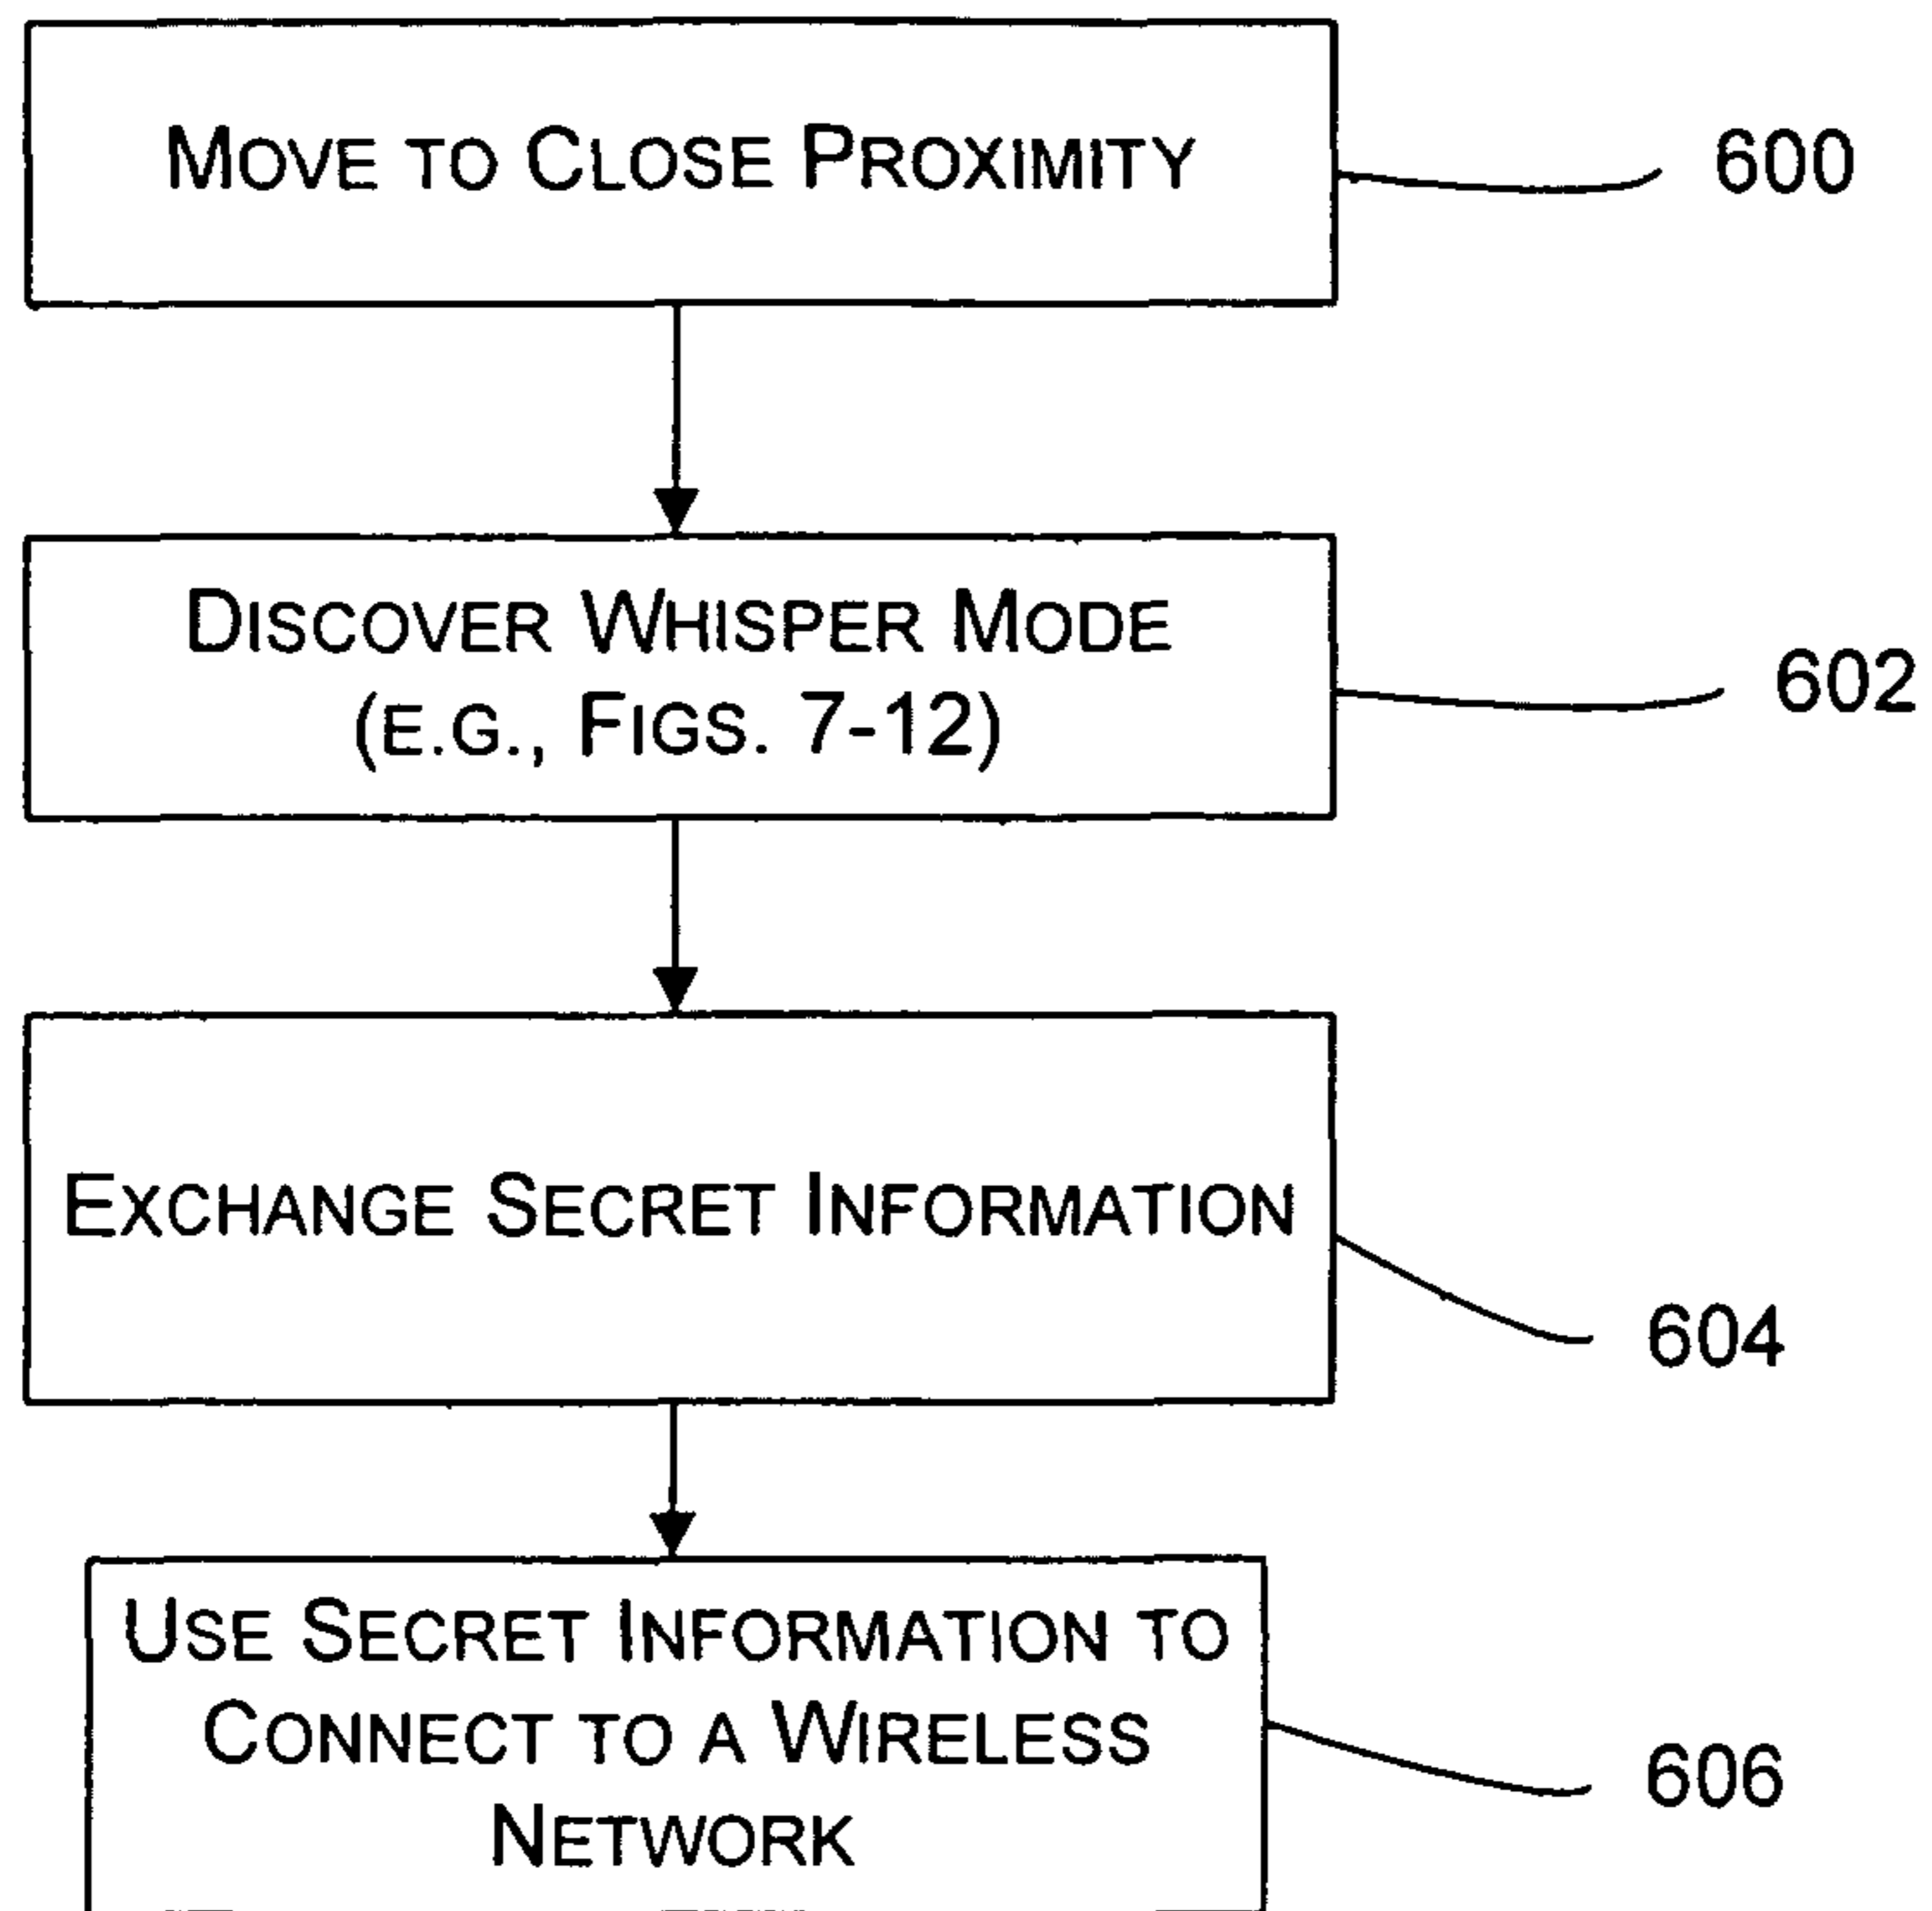 MOVE TO CLOSE PROXIMITY
600
DISCOVER WHISPER MODE
(E.G., FIGS. 7-12)
602
EXCHANGE SECRET INFORMATION
604
USE SECRET INFORMATION TO
CONNECT TO A WIRELESS
NETWORK
606